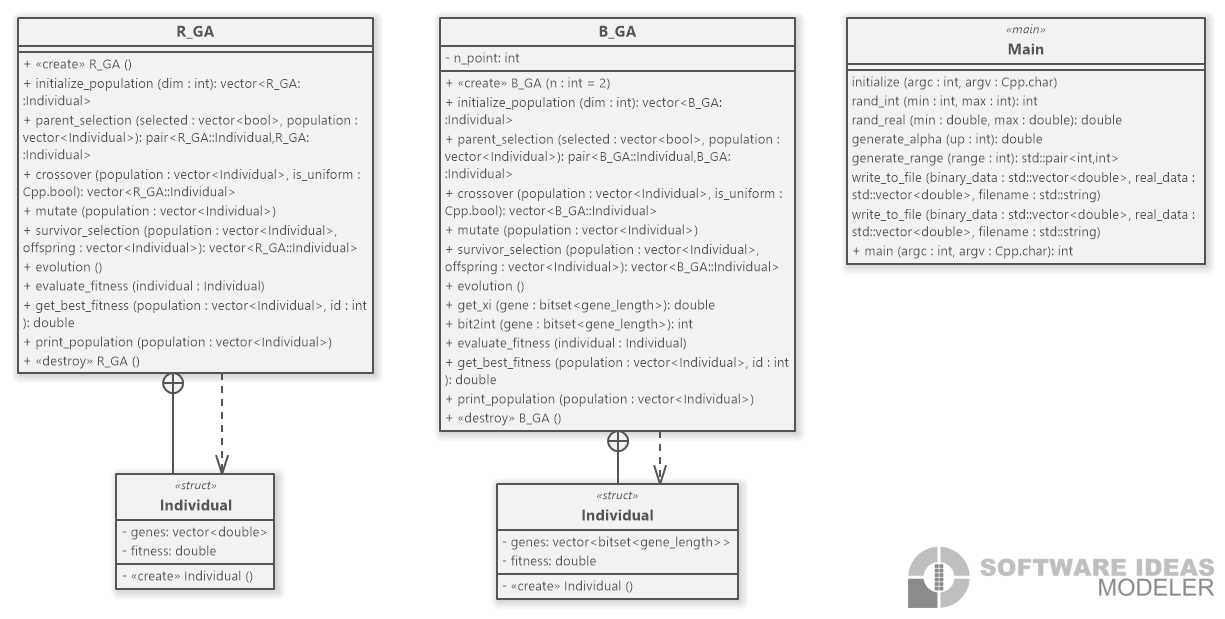 R_GA
+ «create» R_GA ()
+ initialize_population (dim : int): vector<R_GA:
:Individual>
+ parent_selection (selected : vector<bool>, population :
vector<Individual>): pair<R_GA::Individual,R_GA:
:Individual>
+ crossover (population : vector<Individual>, is_uniform :
Cpp.bool): vector<R_GA::Individual>
+ mutate (population : vector<Individual>)
+ survivor_selection (population : vector<Individual>,
offspring : vector<Individual>): vector<R_GA::Individual>
+ evolution ()
+ evaluate_fitness (individual : Individual)
+ get_best_fitness (population : vector<Individual>, id : int
): double
+ print_population (population : vector<Individual>)
+ «destroy» R_GA ()
«struct»
Individual
- genes: vector<double>
- fitness: double
- «create» Individual ()
B_GA
- n_point: int
+ «create» B_GA (n : int = 2)
+ initialize_population (dim : int): vector<B_GA:
:Individual>
+ parent_selection (selected : vector<bool>, population :
vector<Individual>): pair<B_GA::Individual,B_GA:
:Individual>
+ crossover (population : vector<Individual>, is_uniform :
Cpp.bool): vector<B_GA::Individual>
+ mutate (population : vector<Individual>)
+ survivor_selection (population : vector<Individual>,
offspring : vector<Individual>): vector<B_GA::Individual>
+ evolution ()
+ get_xi (gene : bitset<gene_length>): double
+ bit2int (gene : bitset<gene_length>): int
+ evaluate_fitness (individual : Individual)
+ get_best_fitness (population : vector<Individual>, id : int
): double
+ print_population (population : vector<Individual>)
+ «destroy» B_GA ()
«struct»
Individual
- genes: vector<bitset<gene_length>>
- fitness: double
- «create» Individual ()
«main»
Main
initialize (argc : int, argv : Cpp.char)
rand_int (min : int, max : int): int
rand_real (min : double, max : double): double
generate_alpha (up : int): double
generate_range (range : int): std::pair<int,int>
write_to_file (binary_data : std::vector<double>, real_data :
std::vector<double>, filename : std::string)
write_to_file (binary_data : std::vector<double>, real_data :
std::vector<double>, filename : std::string)
+ main (argc : int, argv : Cpp.char): int
SOFTWARE IDEAS
MODELER